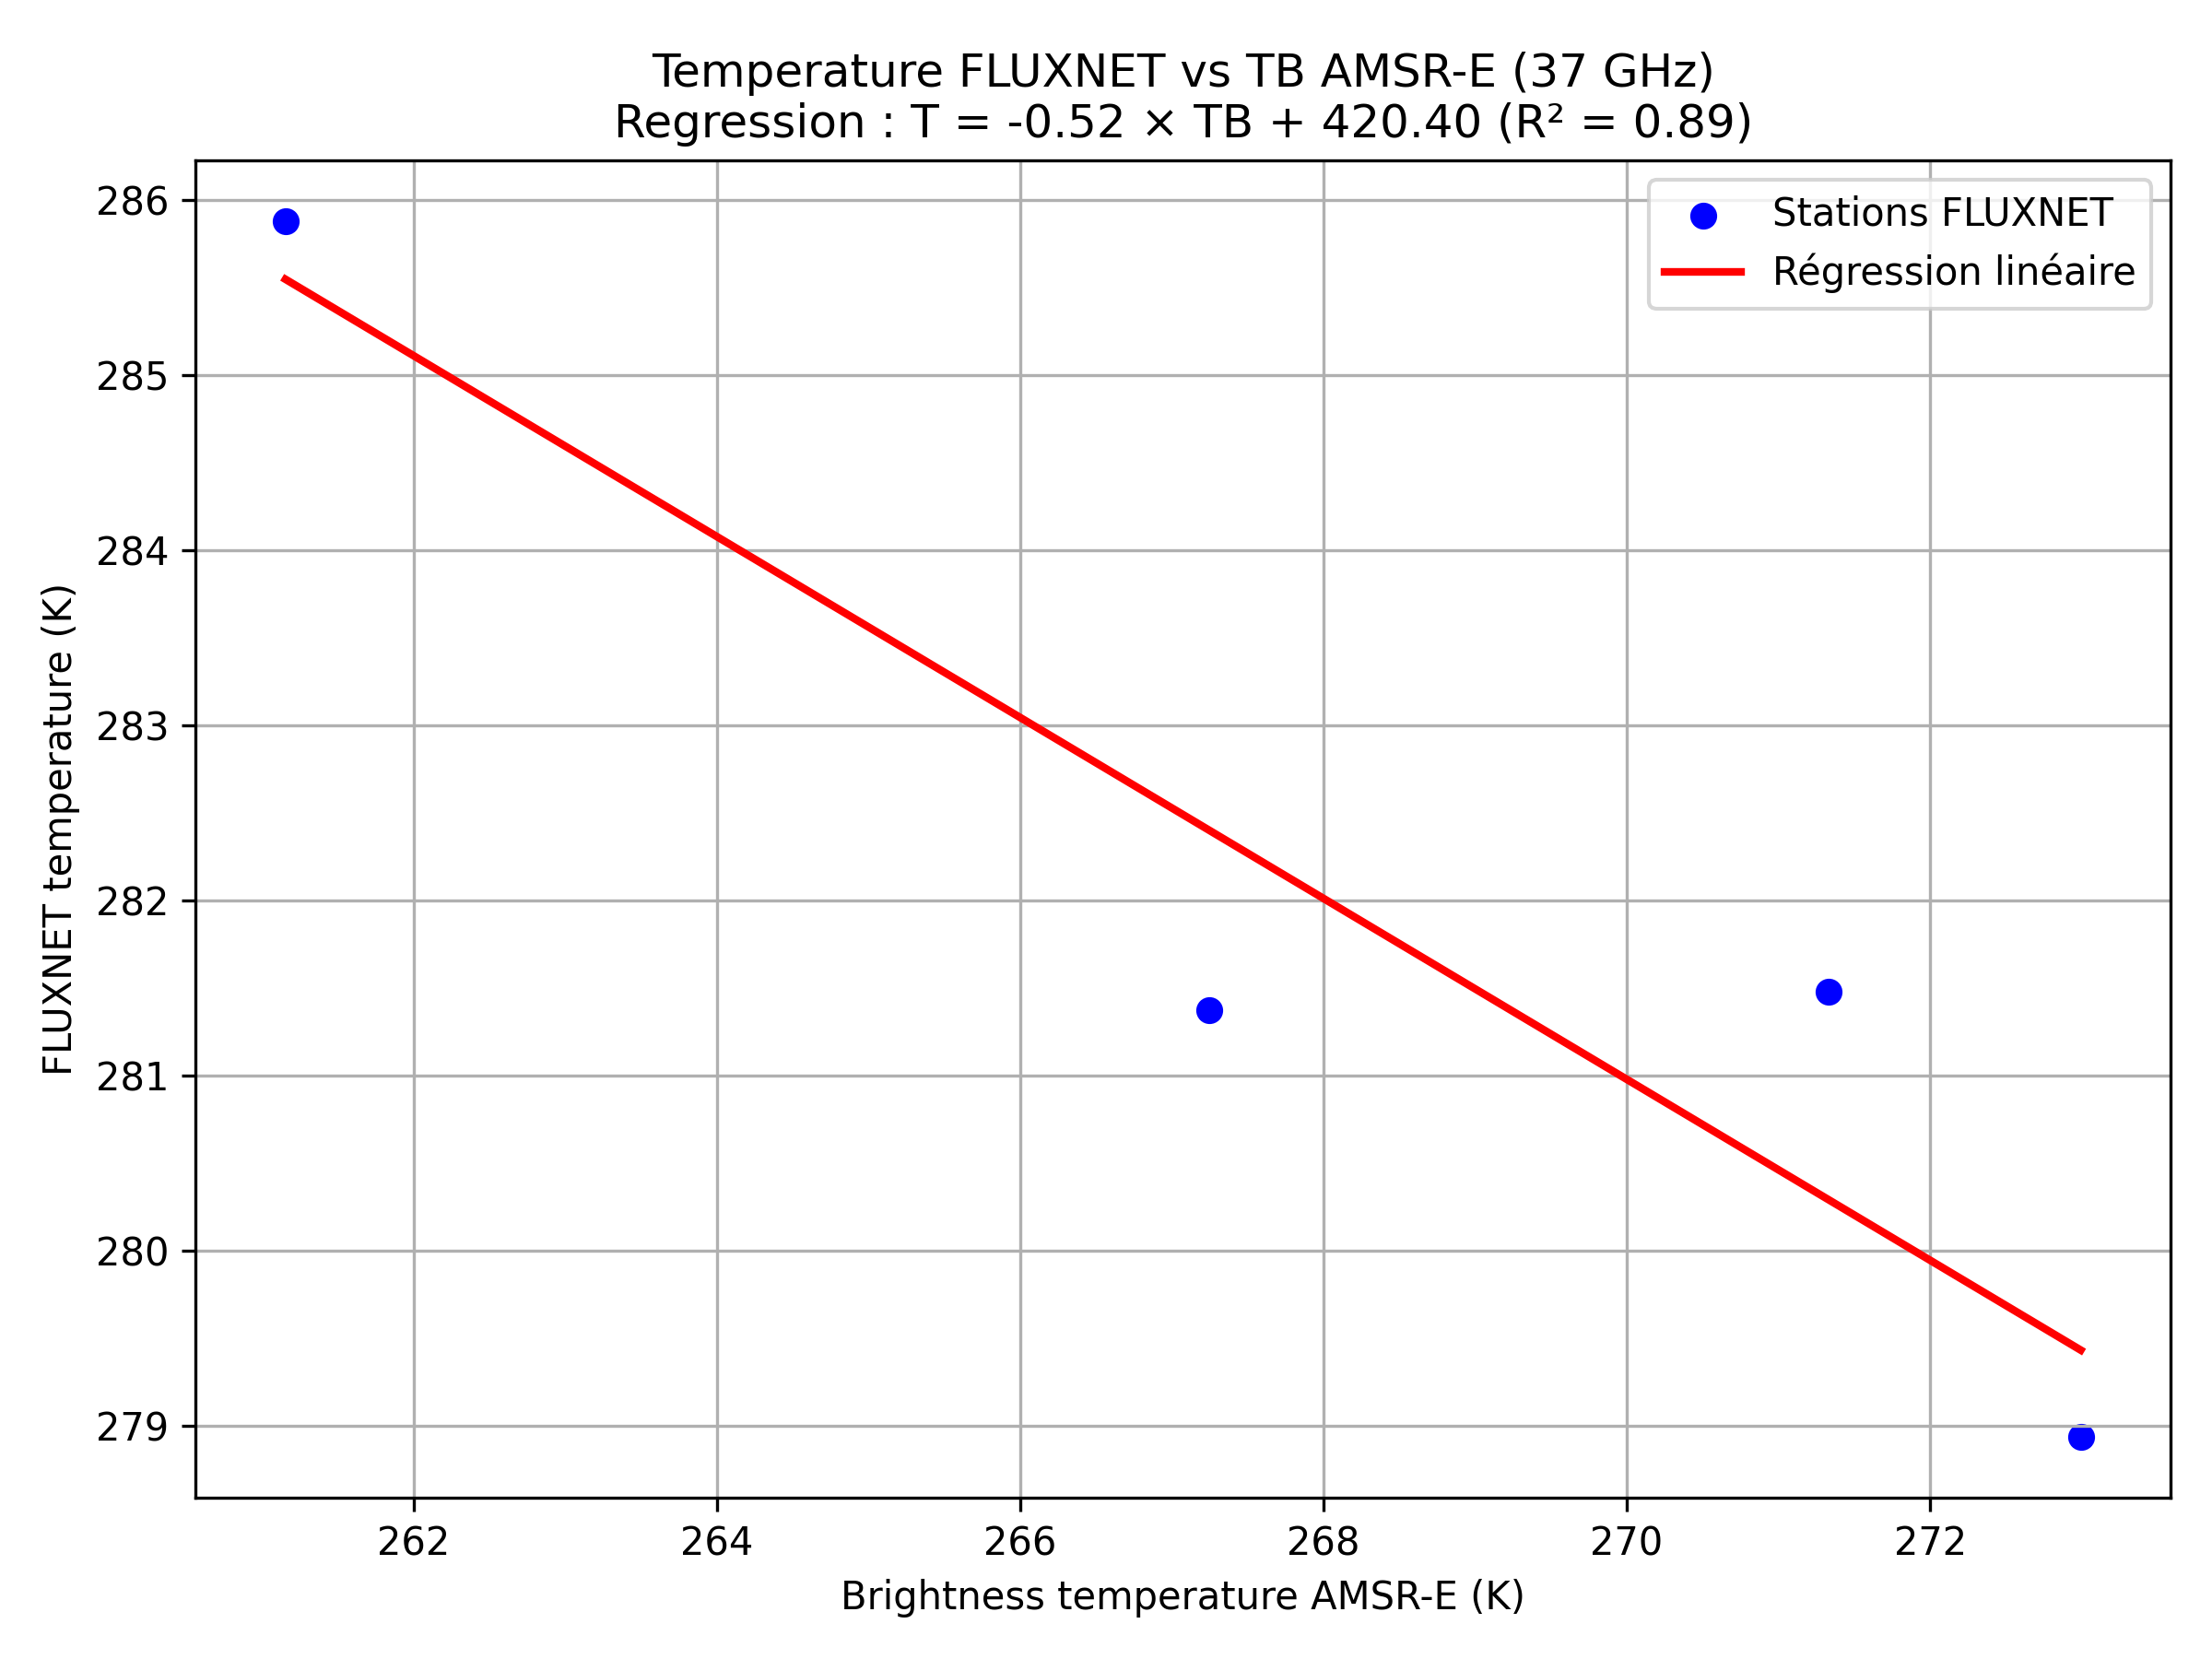 Temperature FLUXNET vs TB AMSR-E (37 GHz)
Regression : T = -0.52 × TB + 420.40 (R² = 0.89)
Stations FLUXNET
Régression linéaire
FLUXNET temperature (K)
286
285
284
283
282
281
280
279
262 264 266 268 270 272
Brightness temperature AMSR-E (K)